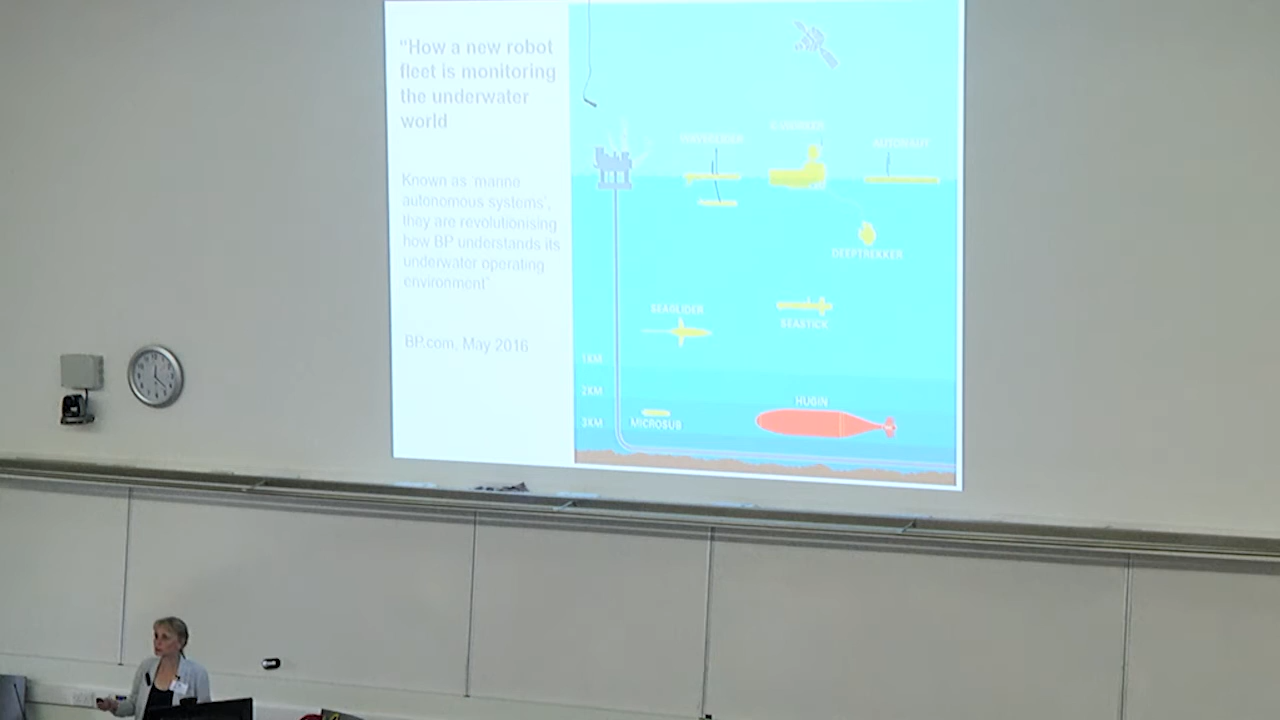 “How a new robot
fleet is monitoring
the underwater
world
Known as ‘marine
autonomous systems’,
they are revolutionising
how BP understands its
underwater operating
environment”
BP.com, May 2016
AUTONAUT
DEEPTREKKER
SEAGLIDER
SEASTICK
1KM
2KM
HUGIN
3KM
MICROSUB